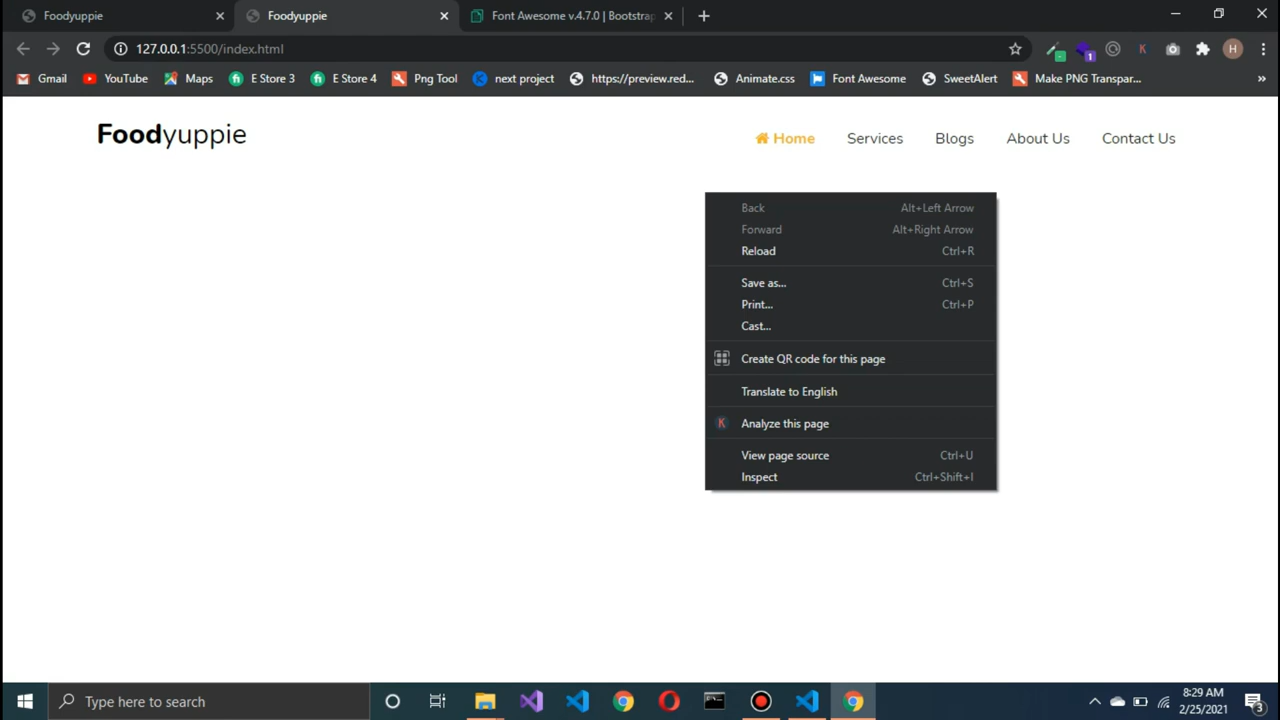 Foodyuppie
Foodyuppie
Font Awesome v.4.7.0 | Bootstrap
127.0.0.1:5500/index.html
1
K
H
Gmail
YouTube
Maps
E Store 3
E Store 4
Png Tool
next project
https://preview.red...
Animate.css
Font Awesome
SweetAlert
Make PNG Transpar...
»
Foodyuppie
Home
Services
Blogs
About Us
Contact Us
Back Alt+Left Arrow
Forward Alt+Right Arrow
Reload Ctrl+R
Save as... Ctrl+S
Print... Ctrl+P
Cast...
Create QR code for this page
Translate to English
K Analyze this page
View page source Ctrl+U
Inspect Ctrl+Shift+I
Type here to search
8:29 AM
2/25/2021
3